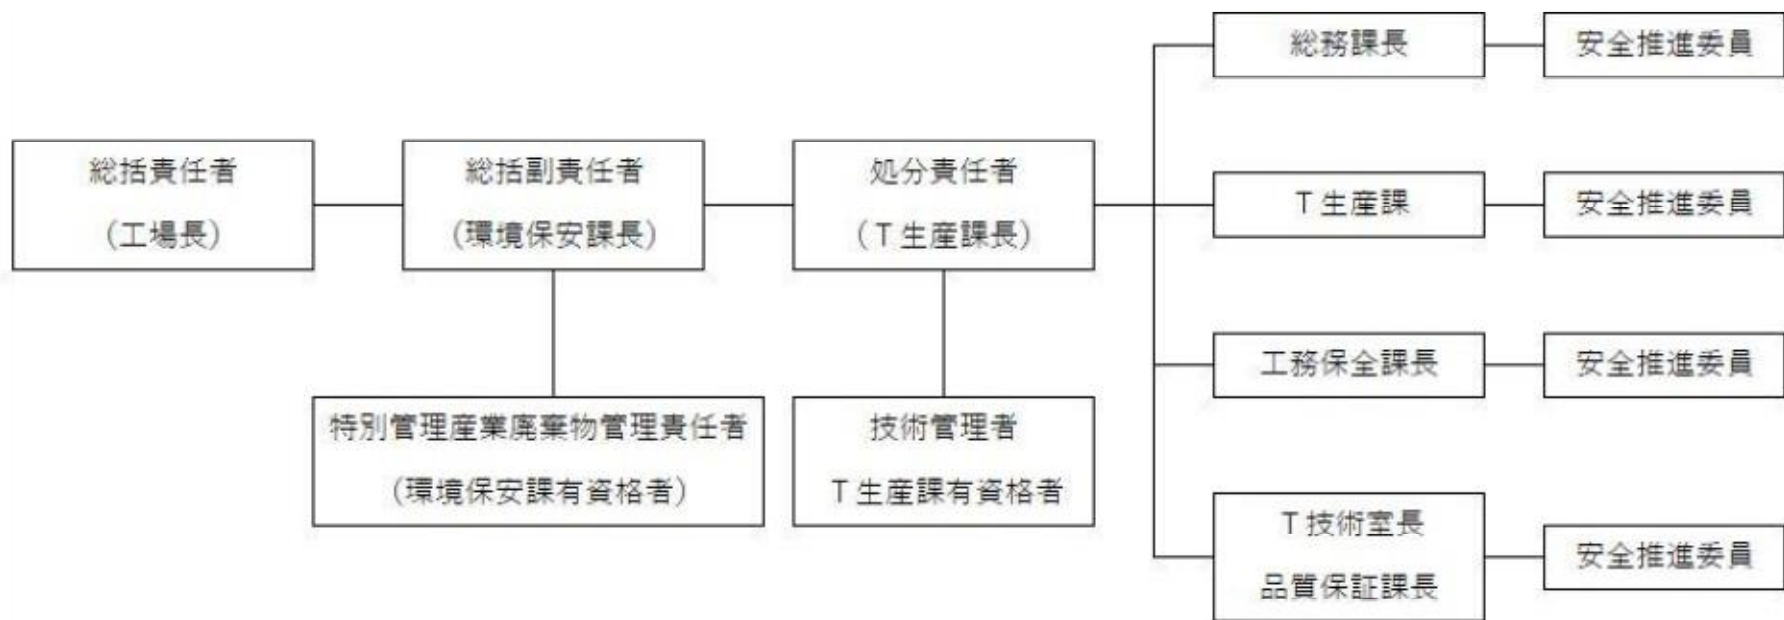 総括責任者
（工場長）
総括副責任者
（環境保安課長）
処分責任者
（Ｔ生産課長）
特別管理産業廃棄物管理責任者
（環境保安課有資格者）
技術管理者
Ｔ生産課有資格者
総務課長
安全推進委員
Ｔ生産課
安全推進委員
工務保全課長
安全推進委員
Ｔ技術室長
品質保証課長
安全推進委員